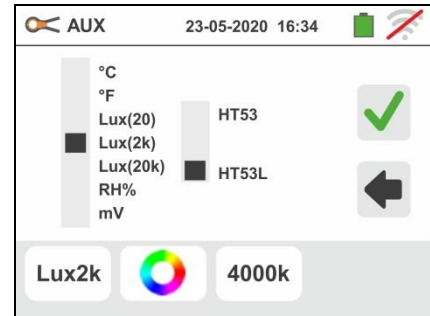 AUX 23-05-2020 16:34
°C
°F
Lux(20)
Lux(2k)
Lux(20k)
RH%
mV
HT53
HT53L
Lux2k 4000k